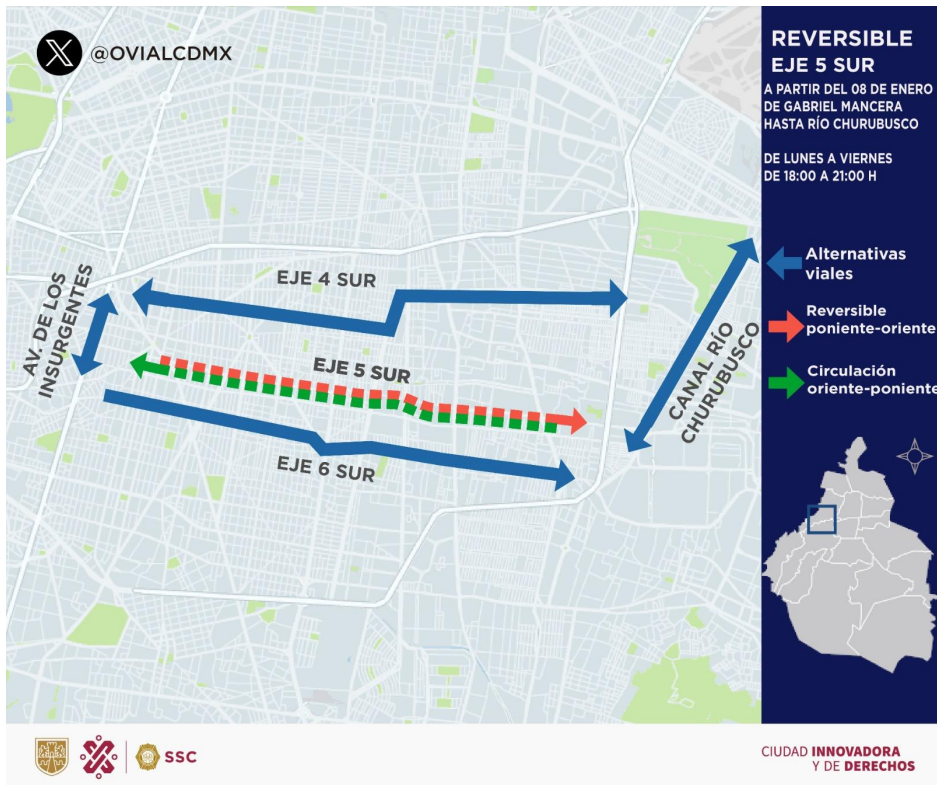 @OVIALCDMX
REVERSIBLE
EJE 5 SUR
A PARTIR DEL 08 DE ENERO
DE GABRIEL MANCERA
HASTA RÍO CHURUBUSCO
DE LUNES A VIERNES
DE 18:00 A 21:00 H
Alternativas
viales
Reversible
poniente-oriente
Circulación
oriente-poniente
EJE 4 SUR
AV. DE LOS
INSURGENTES
EJE 5 SUR
CANAL RÍO
CHURUBUSCO
EJE 6 SUR
SSC
CIUDAD INNOVADORA
Y DE DERECHOS